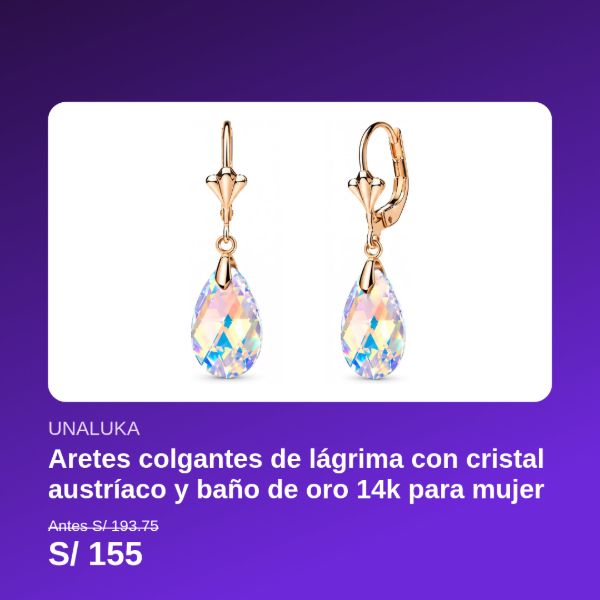 UNALUKA
Aretes colgantes de lágrima con cristal
austríaco y baño de oro 14k para mujer
Antes S/ 193.75
S/ 155